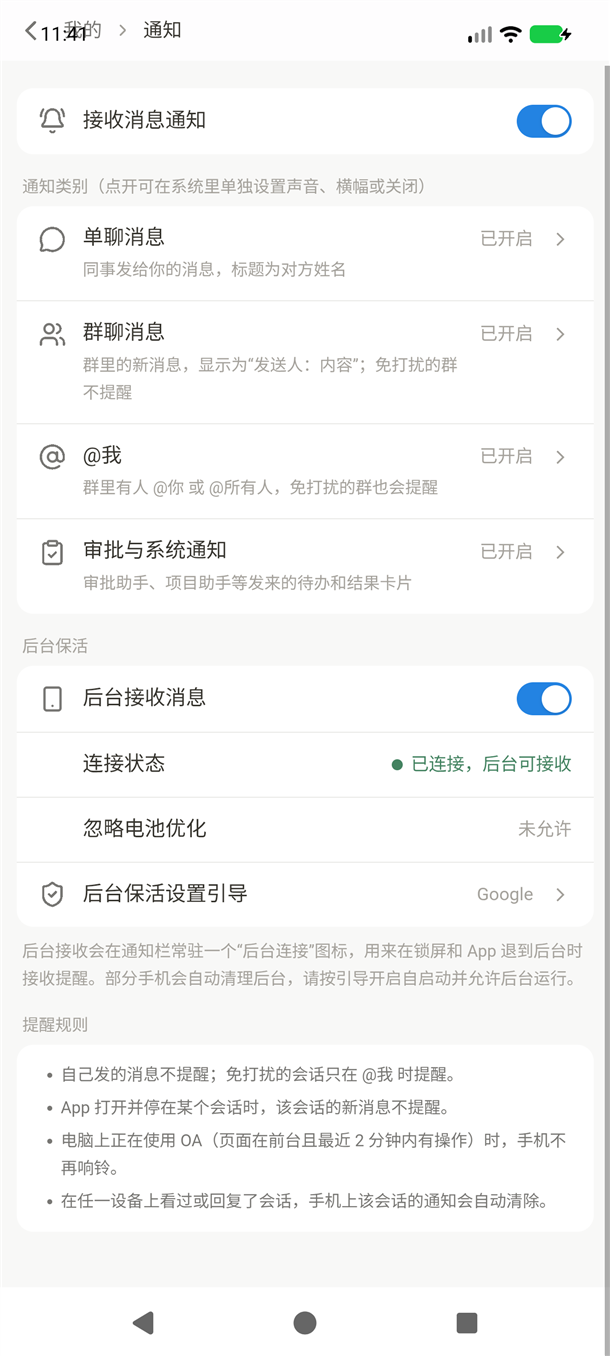 11:41
我的 > 通知
接收消息通知
通知类别（点开可在系统里单独设置声音、横幅或关闭）
单聊消息 已开启
同事发给你的消息，标题为对方姓名
群聊消息 已开启
群里的新消息，显示为“发送人：内容”；免打扰的群
不提醒
@我 已开启
群里有人 @你 或 @所有人，免打扰的群也会提醒
审批与系统通知 已开启
审批助手、项目助手等发来的待办和结果卡片
后台保活
后台接收消息
连接状态 已连接，后台可接收
忽略电池优化 未允许
后台保活设置引导 Google
后台接收会在通知栏常驻一个“后台连接”图标，用来在锁屏和 App 退到后台时
接收提醒。部分手机会自动清理后台，请按引导开启自启动并允许后台运行。
提醒规则
• 自己发的消息不提醒；免打扰的会话只在 @我 时提醒。
• App 打开并停在某个会话时，该会话的新消息不提醒。
• 电脑上正在使用 OA（页面在前台且最近 2 分钟内有操作）时，手机不
再响铃。
• 在任一设备上看过或回复了会话，手机上该会话的通知会自动清除。